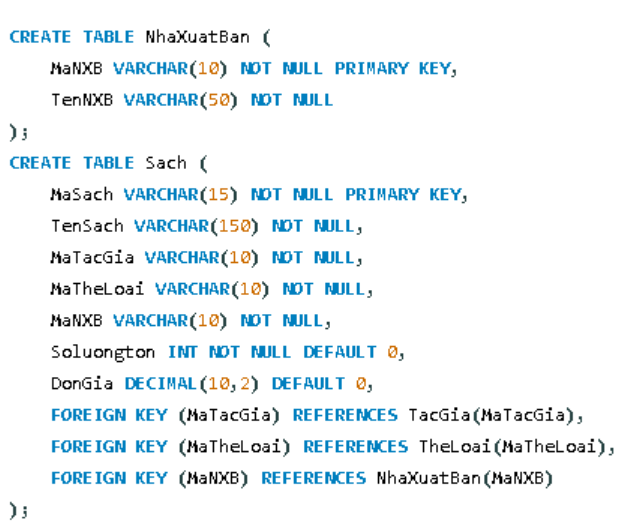 CREATE TABLE NhaXuatBan (
MaNXB VARCHAR(10) NOT NULL PRIMARY KEY,
TenNXB VARCHAR(50) NOT NULL
);
CREATE TABLE Sach (
MaSach VARCHAR(15) NOT NULL PRIMARY KEY,
TenSach VARCHAR(150) NOT NULL,
MaTacGia VARCHAR(10) NOT NULL,
MaTheLoai VARCHAR(10) NOT NULL,
MaNXB VARCHAR(10) NOT NULL,
Soluongton INT NOT NULL DEFAULT 0,
DonGia DECIMAL(10,2) DEFAULT 0,
FOREIGN KEY (MaTacGia) REFERENCES TacGia(MaTacGia),
FOREIGN KEY (MaTheLoai) REFERENCES TheLoai(MaTheLoai),
FOREIGN KEY (MaNXB) REFERENCES NhaXuatBan(MaNXB)
);